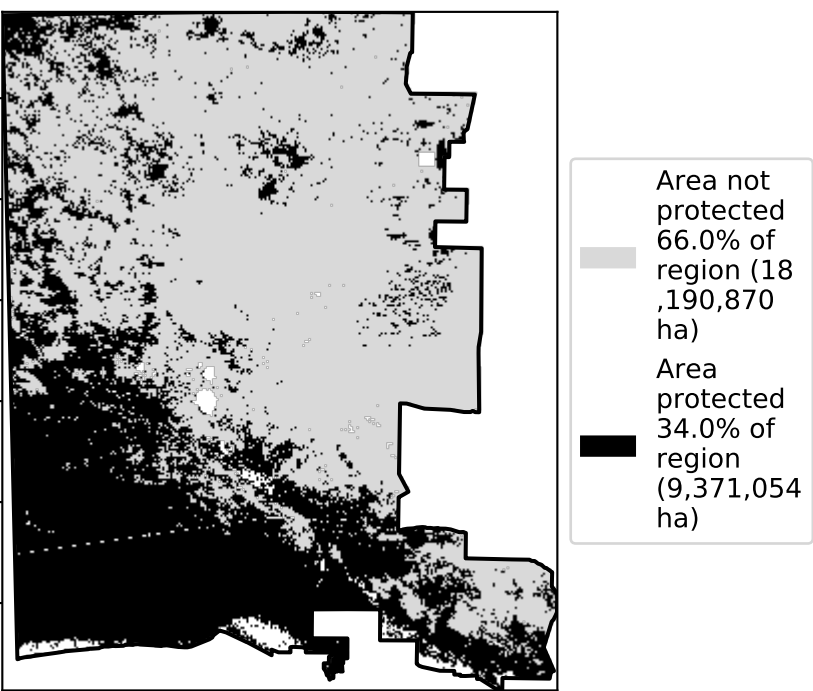 Area not
protected
66.0% of
region (18
,190,870
ha)
Area
protected
34.0% of
region
(9,371,054
ha)